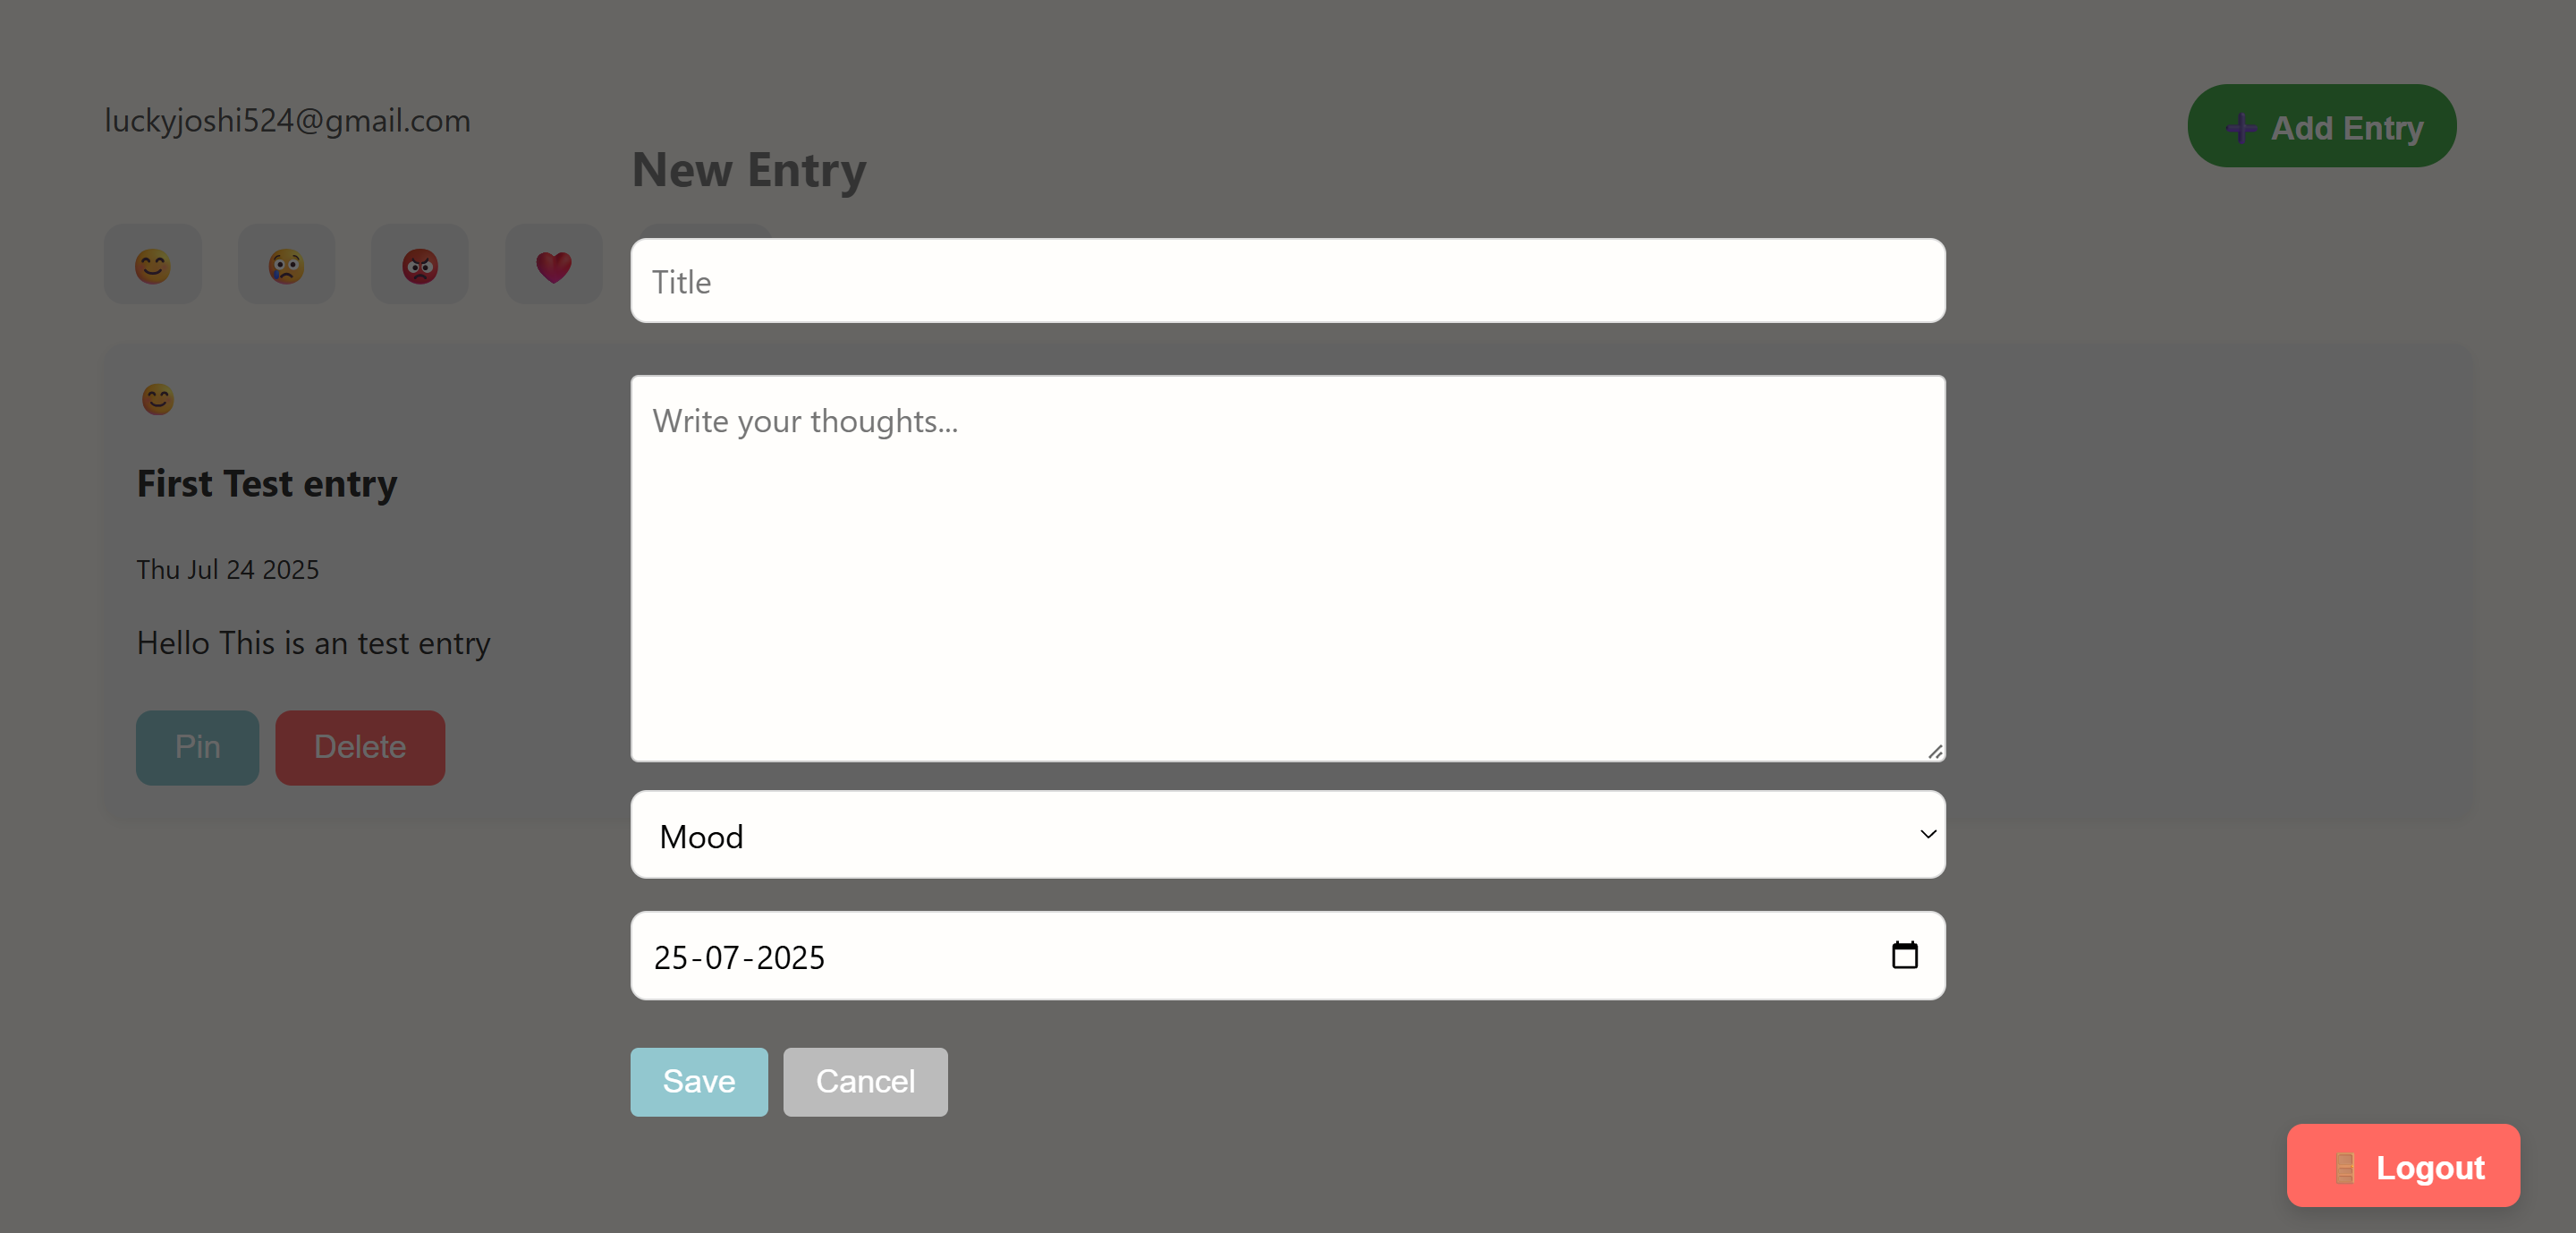 luckyjoshi524@gmail.com
➕ Add Entry
New Entry
😊 😢 😡 ❤️
Title
😊
First Test entry
Thu Jul 24 2025
Hello This is an test entry
Pin Delete
Write your thoughts...
Mood
25-07-2025
Save Cancel
🚪 Logout